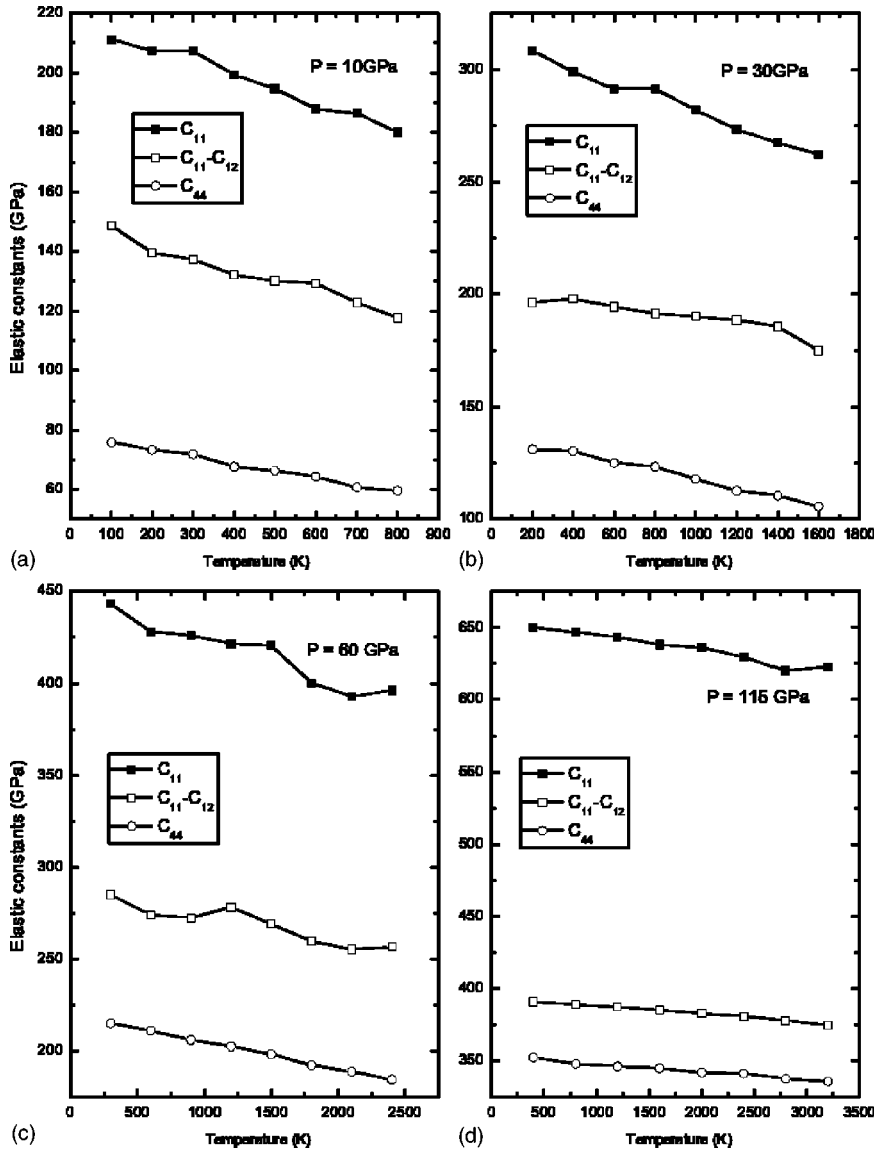 220
200
180
160
140
120
100
80
60
Elastic constants (GPa)
P = 10GPa
C11
C11-C12
C44
0 100 200 300 400 500 600 700 800 900
Temperature (K)
(a)
300
250
200
150
100
P = 30GPa
C11
C11-C12
C44
0 200 400 600 800 1000 1200 1400 1600 1800
Temperature (K)
(b)
450
400
350
300
250
200
Elastic constants (GPa)
P = 60 GPa
C11
C11-C12
C44
0 500 1000 1500 2000 2500
Temperature (K)
(c)
650
600
550
500
450
400
350
P = 115 GPa
C11
C11-C12
C44
0 500 1000 1500 2000 2500 3000 3500
Temperature (K)
(d)